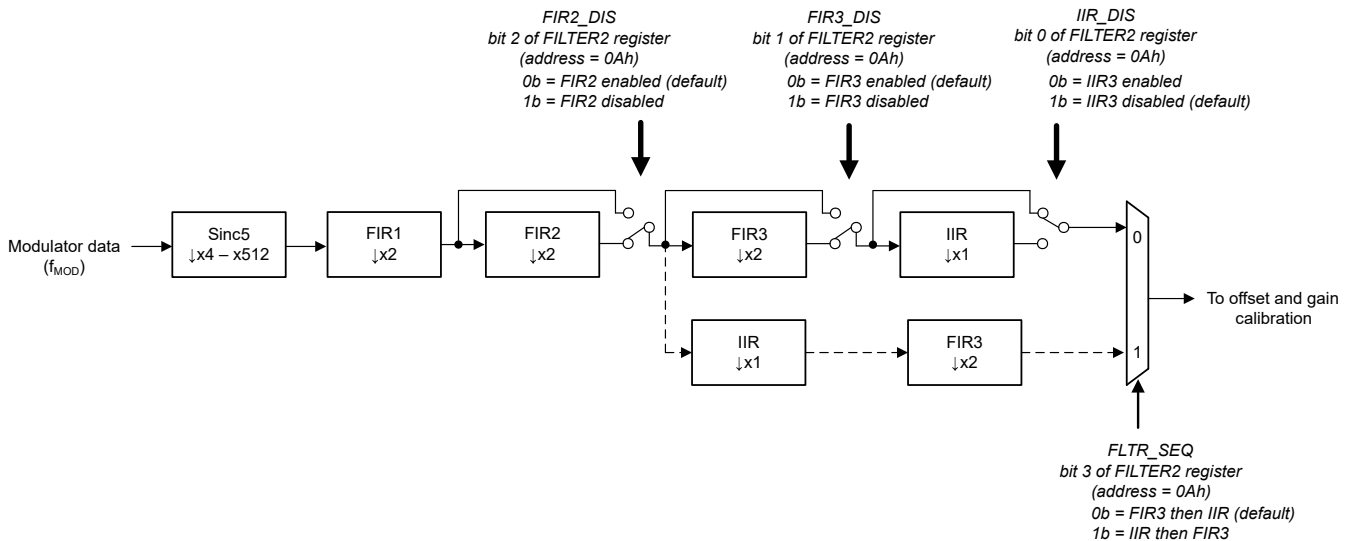 FIR2_DIS
bit 2 of FILTER2 register
(address = 0Ah)
0b = FIR2 enabled (default)
1b = FIR2 disabled
FIR3_DIS
bit 1 of FILTER2 register
(address = 0Ah)
0b = FIR3 enabled (default)
1b = FIR3 disabled
IIR_DIS
bit 0 of FILTER2 register
(address = 0Ah)
0b = IIR3 enabled
1b = IIR3 disabled (default)
Modulator data
(fMOD)
Sinc5
↓x4 – x512
FIR1
↓x2
FIR2
↓x2
FIR3
↓x2
IIR
↓x1
0
IIR
↓x1
FIR3
↓x2
1
To offset and gain
calibration
FLTR_SEQ
bit 3 of FILTER2 register
(address = 0Ah)
0b = FIR3 then IIR (default)
1b = IIR then FIR3